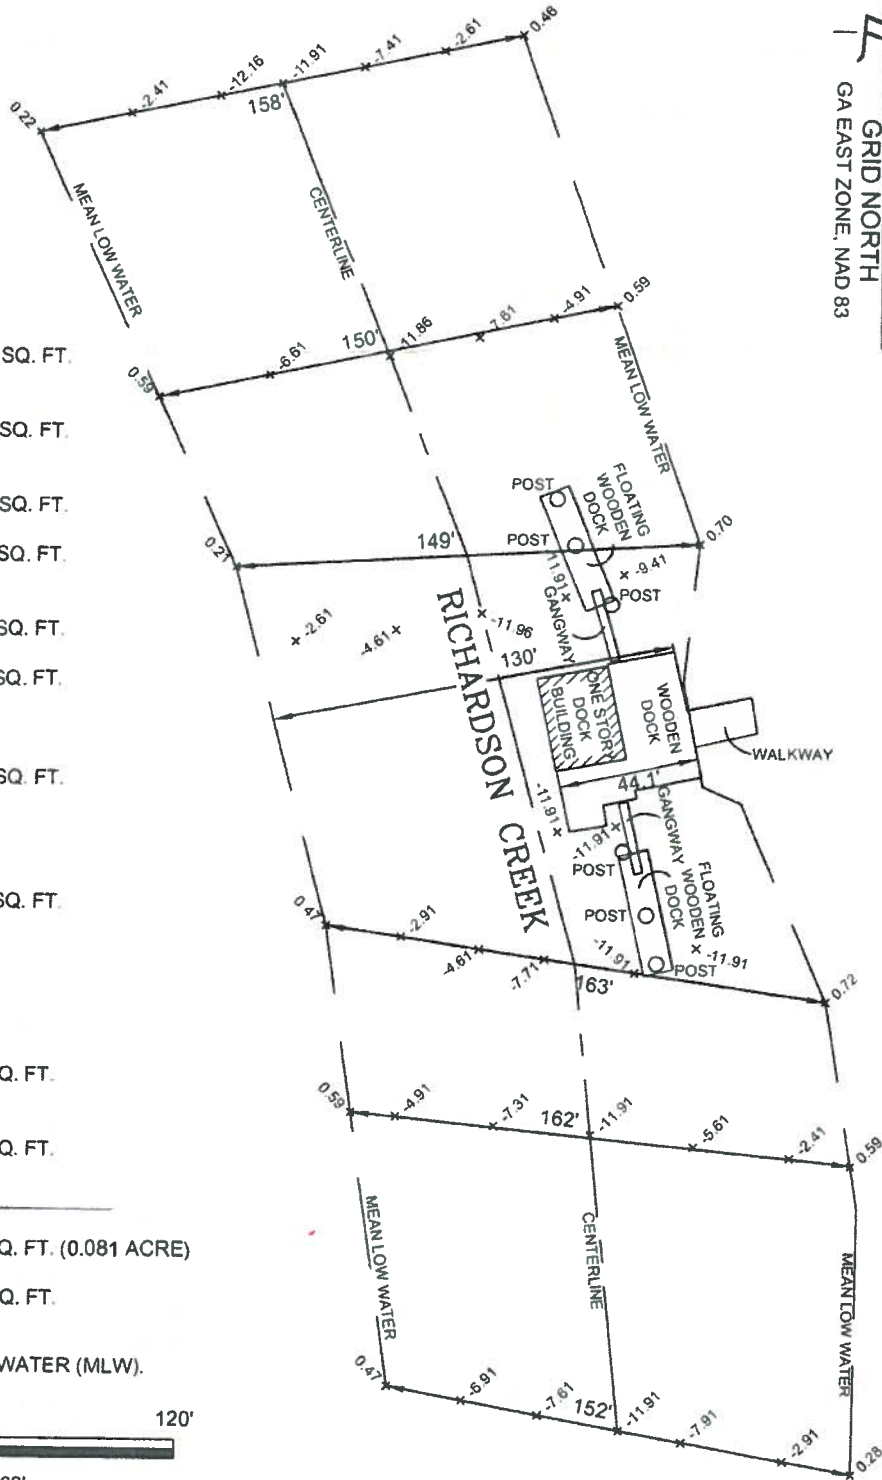 GRID NORTH
GA EAST ZONE, NAD 83
0.22
-2.41
-12.16
-11.91
-7.41
-2.61
0.46
158'
MEAN LOW WATER
CENTERLINE
SQ. FT.
0.59
-6.61
150'
-11.86
-7.61
-4.91
0.59
MEAN LOW WATER
SQ. FT.
SQ. FT.
SQ. FT.
POST
FLOATING
WOODEN
DOCK
POST
0.21
149'
0.70
11.91
-9.41
POST
GANGWAY
SQ. FT.
-2.61
-4.61
-11.96
130'
SQ. FT.
RICHARDSON CREEK
ONE STORY
DOCK
BUILDING
WOODEN
DOCK
WALKWAY
SQ. FT.
44.1'
-11.91
-11.91
GANGWAY
POST
FLOATING
WOODEN
DOCK
SQ. FT.
POST
-11.91
POST
0.47
-2.91
-4.61
-7.71
-11.91
163'
0.72
Q. FT.
0.59
-4.91
-7.31
162'
-11.91
-5.61
-2.41
0.59
Q. FT.
MEAN LOW WATER
CENTERLINE
MEAN LOW WATER
Q. FT. (0.081 ACRE)
Q. FT.
WATER (MLW).
0.47
-6.91
-7.61
152'
-11.91
-7.91
-2.91
0.28
120'